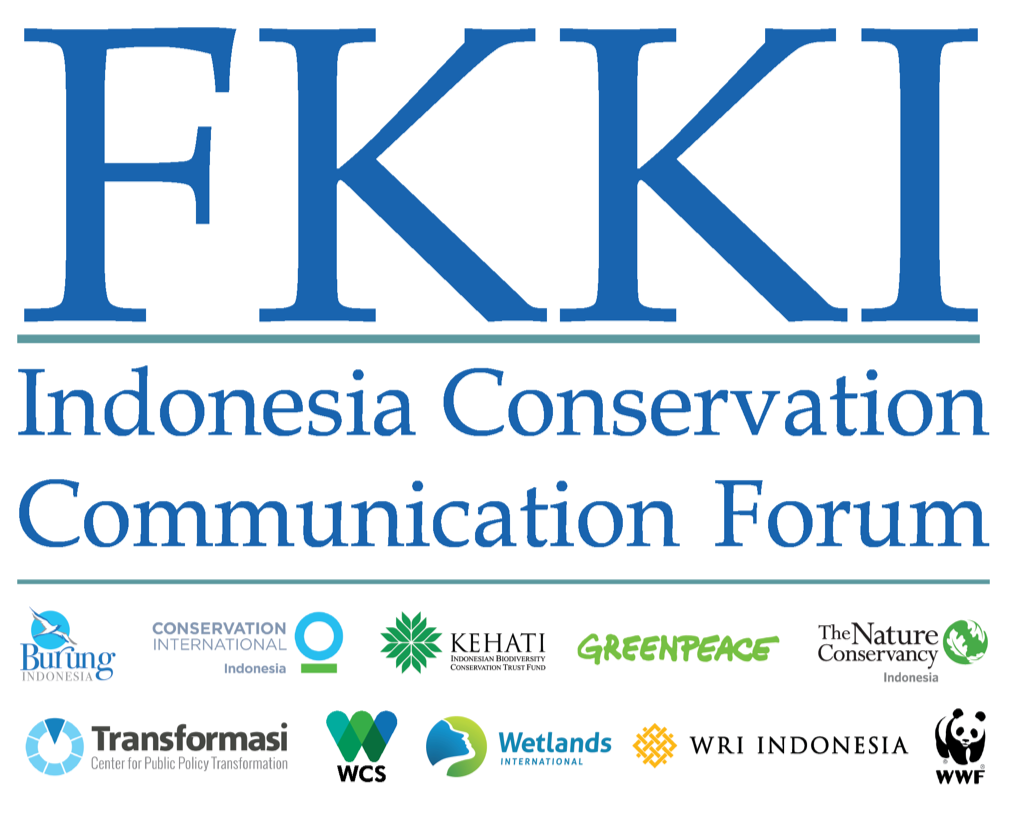 FKKI
Indonesia Conservation
Communication Forum
Burung
INDONESIA
CONSERVATION
INTERNATIONAL
Indonesia
KEHATI
INDONESIAN BIODIVERSITY
CONSERVATION TRUST FUND
GREENPEACE
The Nature
Conservancy
Indonesia
Transformasi
Center for Public Policy Transformation
WCS
Wetlands
INTERNATIONAL
WRI INDONESIA
WWF
®